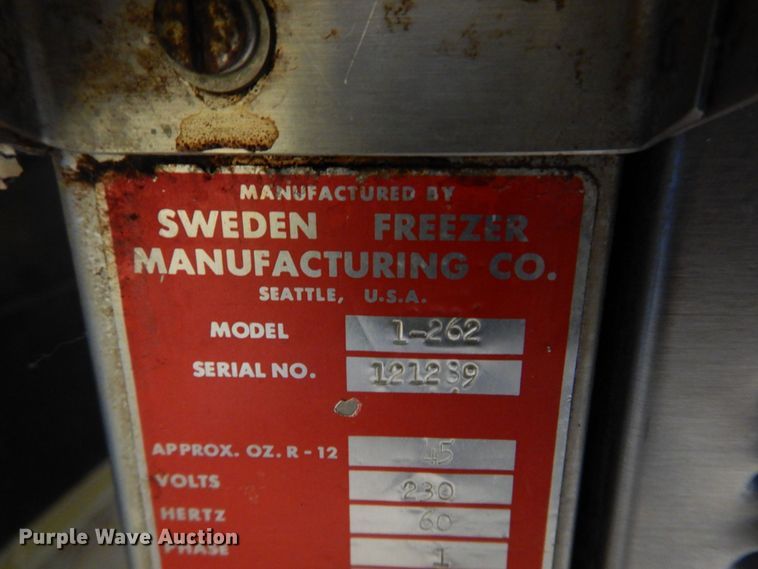 MANUFACTURED BY
SWEDEN FREEZER
MANUFACTURING CO.
SEATTLE, U.S.A.
MODEL 1-262
SERIAL NO. 121289
APPROX. OZ. R-12 45
VOLTS 230
HERTZ 60
PHASE 1
Purple Wave Auction